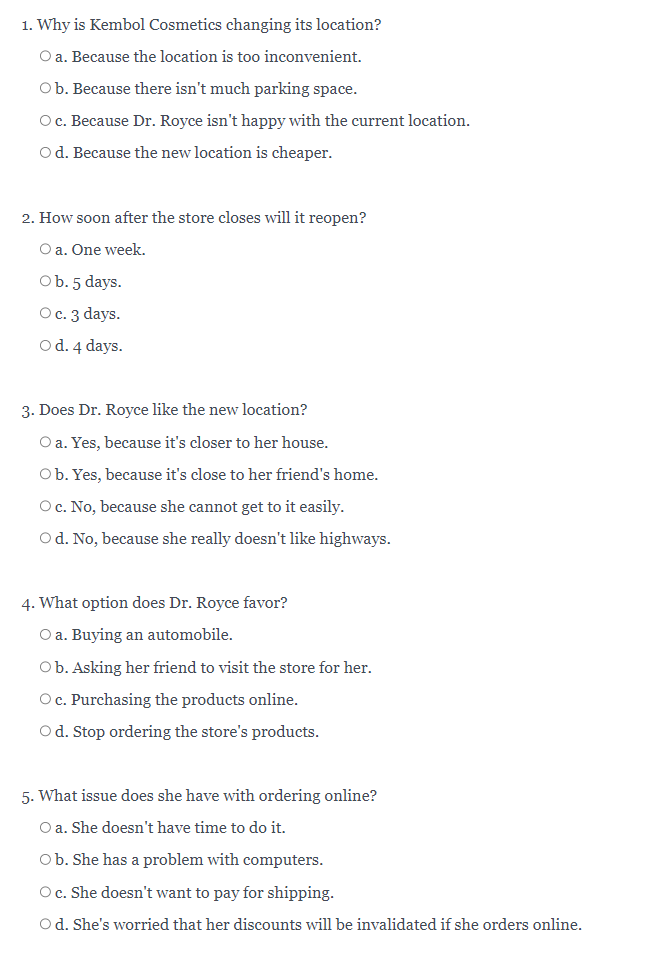 1. Why is Kembol Cosmetics changing its location?
a. Because the location is too inconvenient.
b. Because there isn't much parking space.
c. Because Dr. Royce isn't happy with the current location.
d. Because the new location is cheaper.
2. How soon after the store closes will it reopen?
a. One week.
b. 5 days.
c. 3 days.
d. 4 days.
3. Does Dr. Royce like the new location?
a. Yes, because it's closer to her house.
b. Yes, because it's close to her friend's home.
c. No, because she cannot get to it easily.
d. No, because she really doesn't like highways.
4. What option does Dr. Royce favor?
a. Buying an automobile.
b. Asking her friend to visit the store for her.
c. Purchasing the products online.
d. Stop ordering the store's products.
5. What issue does she have with ordering online?
a. She doesn't have time to do it.
b. She has a problem with computers.
c. She doesn't want to pay for shipping.
d. She's worried that her discounts will be invalidated if she orders online.